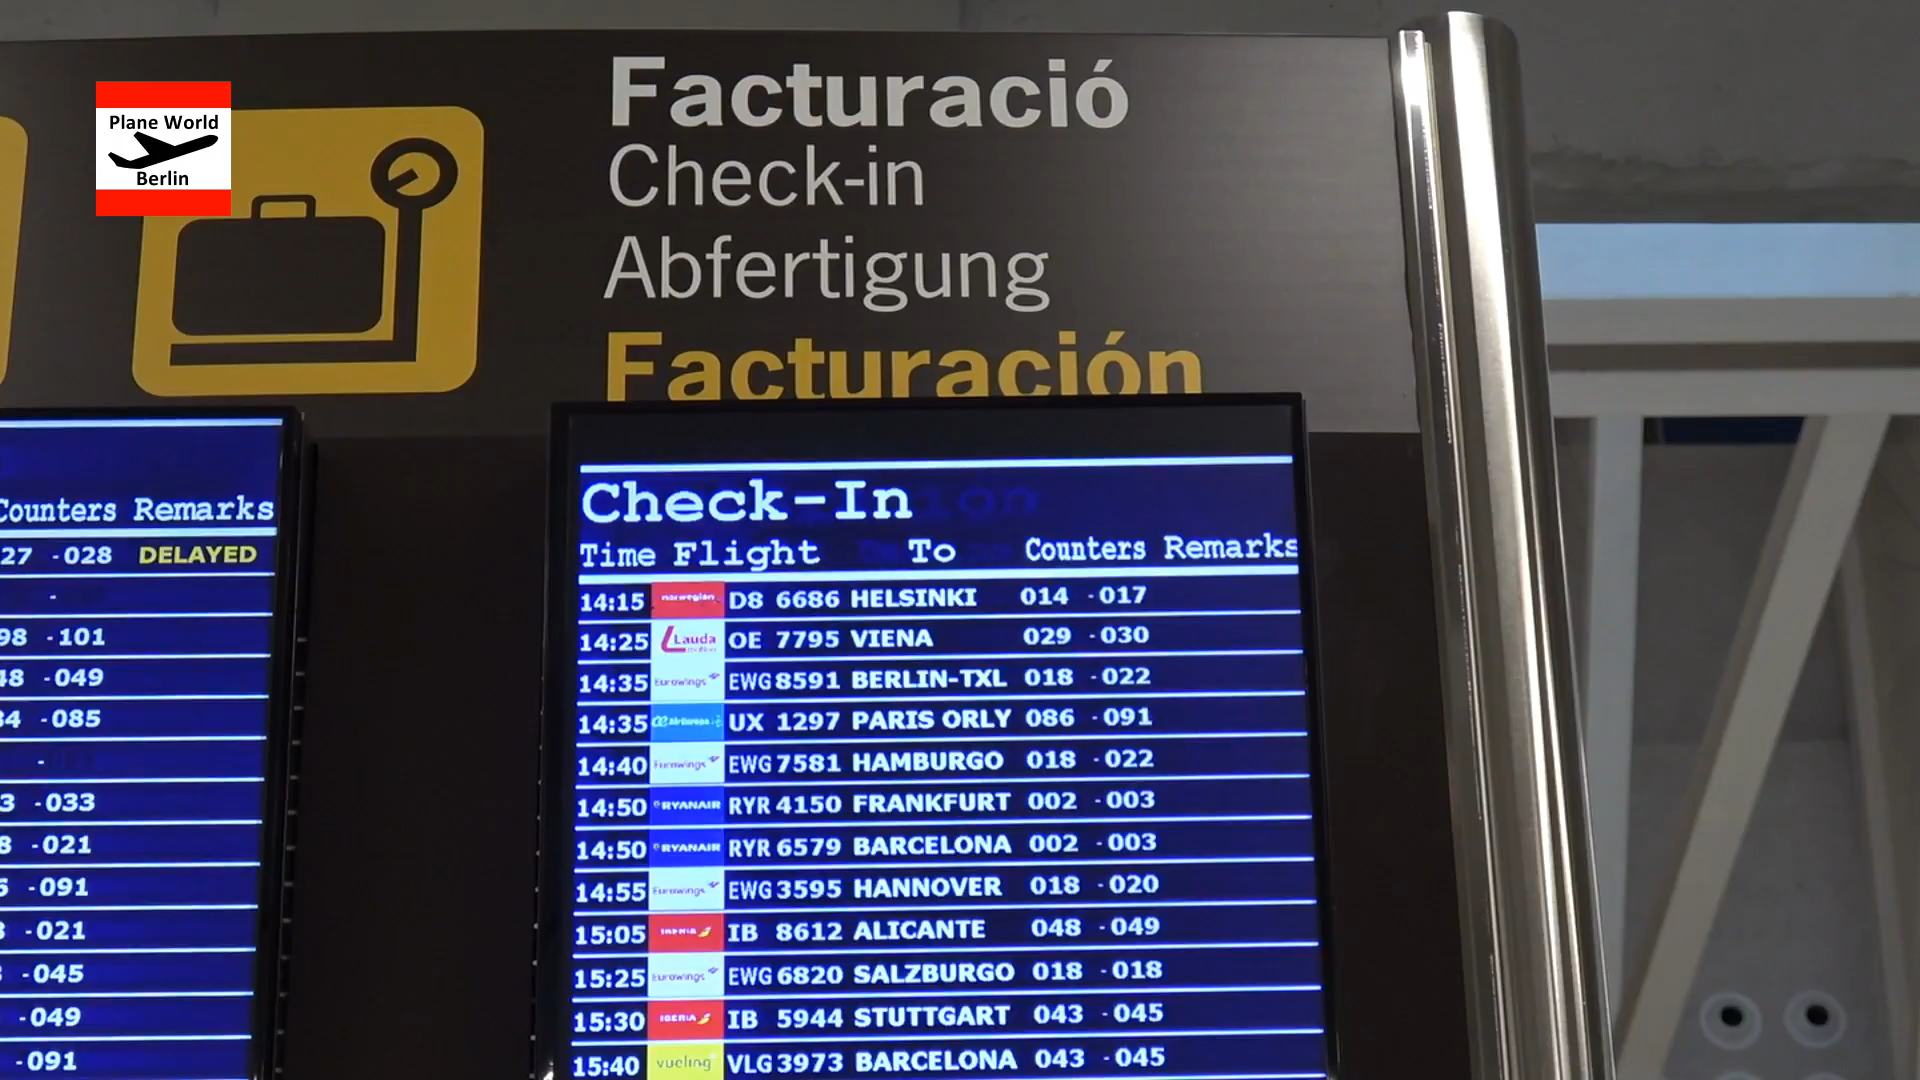 Plane World
Berlin
Facturació
Check-in
Abfertigung
Facturación
Counters Remarks
27 - 028 DELAYED
-
98 - 101
48 - 049
84 - 085
-
3 - 033
8 - 021
- 091
- 021
- 045
- 049
- 091
Check-In
Time Flight To Counters Remarks
14:15 norwegian D8 6686 HELSINKI 014 - 017
14:25 Lauda motion OE 7795 VIENA 029 - 030
14:35 Eurowings EWG 8591 BERLIN-TXL 018 - 022
14:35 AirEuropa UX 1297 PARIS ORLY 086 - 091
14:40 Eurowings EWG 7581 HAMBURGO 018 - 022
14:50 RYANAIR RYR 4150 FRANKFURT 002 - 003
14:50 RYANAIR RYR 6579 BARCELONA 002 - 003
14:55 Eurowings EWG 3595 HANNOVER 018 - 020
15:05 IBERIA IB 8612 ALICANTE 048 - 049
15:25 Eurowings EWG 6820 SALZBURGO 018 - 018
15:30 IBERIA IB 5944 STUTTGART 043 - 045
15:40 vueling VLG 3973 BARCELONA 043 - 045